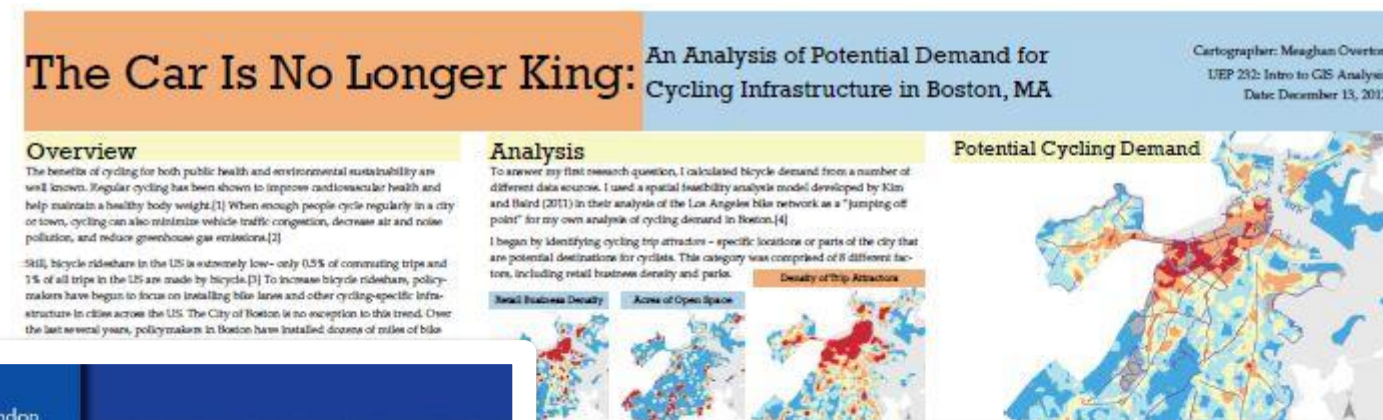 The Car Is No Longer King:
An Analysis of Potential Demand for
Cycling Infrastructure in Boston, MA
Cartographer: Meaghan Overton
UEP 232: Intro to GIS Analysis
Date: December 13, 201
Overview
The benefits of cycling for both public health and environmental sustainability are
well known. Regular cycling has been shown to improve cardiovascular health and
help maintain a healthy body weight.[1] When enough people cycle regularly in a city
or town, cycling can also minimize vehicle traffic congestion, decrease air and noise
pollution, and reduce greenhouse gas emissions.[2]
Still, bicycle rideshare in the US is extremely low– only 0.5% of commuting trips and
1% of all trips in the US are made by bicycle.[3] To increase bicycle rideshare, policy-
makers have begun to focus on installing bike lanes and other cycling-specific infra-
structure in cities across the US. The City of Boston is no exception to this trend. Over
the last several years, policymakers in Boston have installed dozens of miles of bike
Analysis
To answer my first research question, I calculated bicycle demand from a number of
different data sources. I used a spatial feasibility analysis model developed by Kim
and Baird (2011) in their analysis of the Los Angeles bike network as a "jumping off
point" for my own analysis of cycling demand in Boston.[4]
I began by identifying cycling trip attractors – specific locations or parts of the city that
are potential destinations for cyclists. This category was comprised of 8 different fac-
tors, including retail business density and parks.
Density of Trip Attractors
Retail Business Density
Acres of Open Space
Potential Cycling Demand
ndon